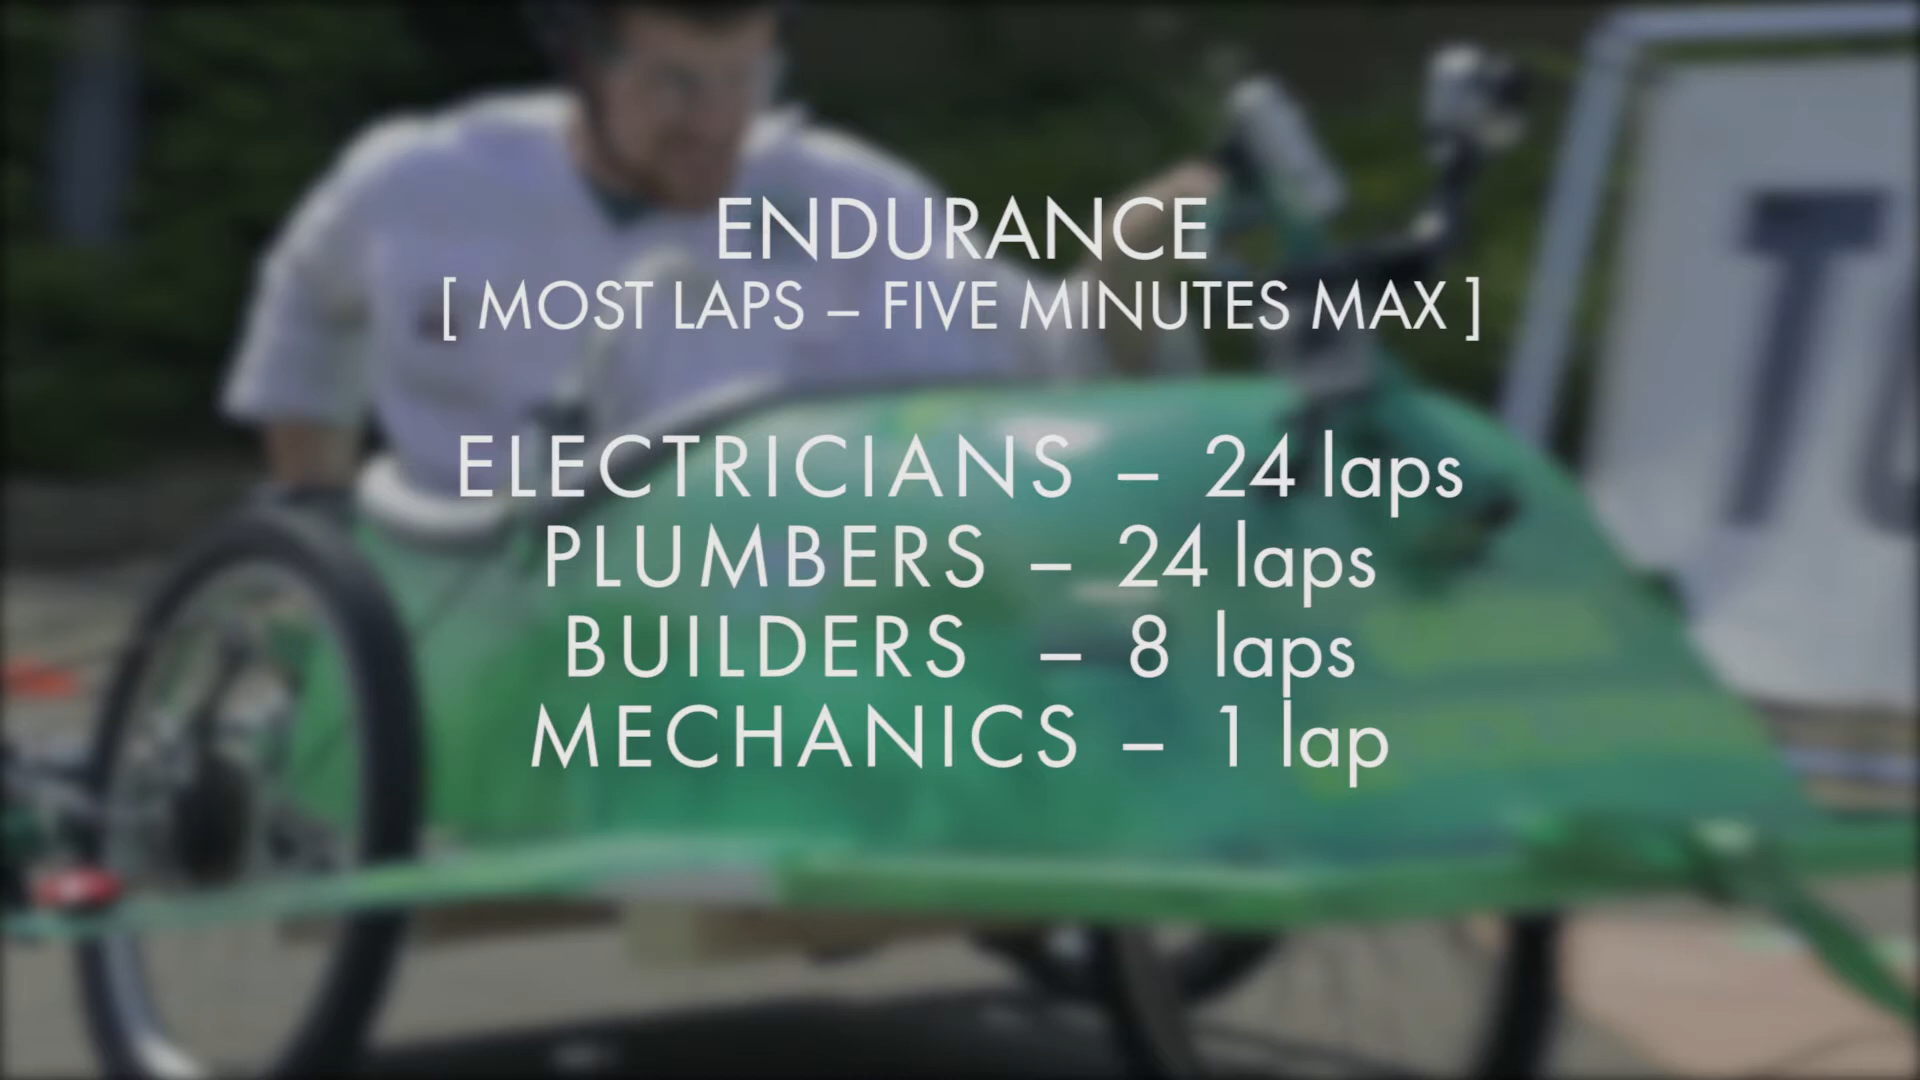 ENDURANCE
[ MOST LAPS – FIVE MINUTES MAX ]
ELECTRICIANS – 24 laps
PLUMBERS – 24 laps
BUILDERS – 8 laps
MECHANICS – 1 lap